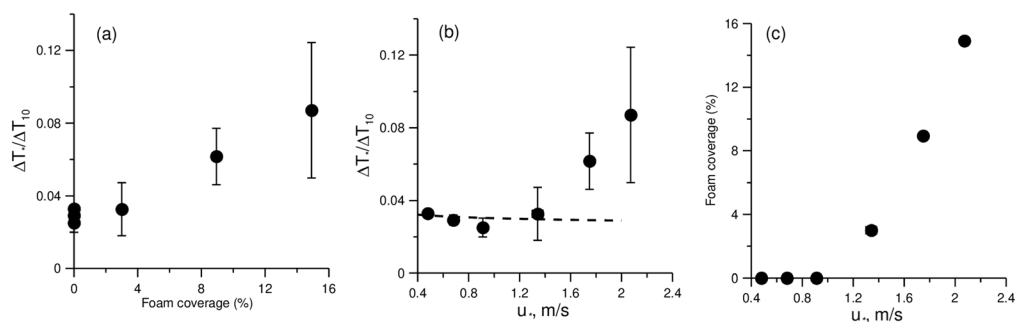 (a)
0.12
0.08
0.04
0
ΔT*/ΔT10
0 4 8 12 16
Foam coverage (%)
(b)
0.12
0.08
0.04
0
ΔT*/ΔT10
0.4 0.8 1.2 1.6 2 2.4
u*, m/s
(c)
16
12
8
4
0
Foam coverage (%)
0.4 0.8 1.2 1.6 2 2.4
u*, m/s